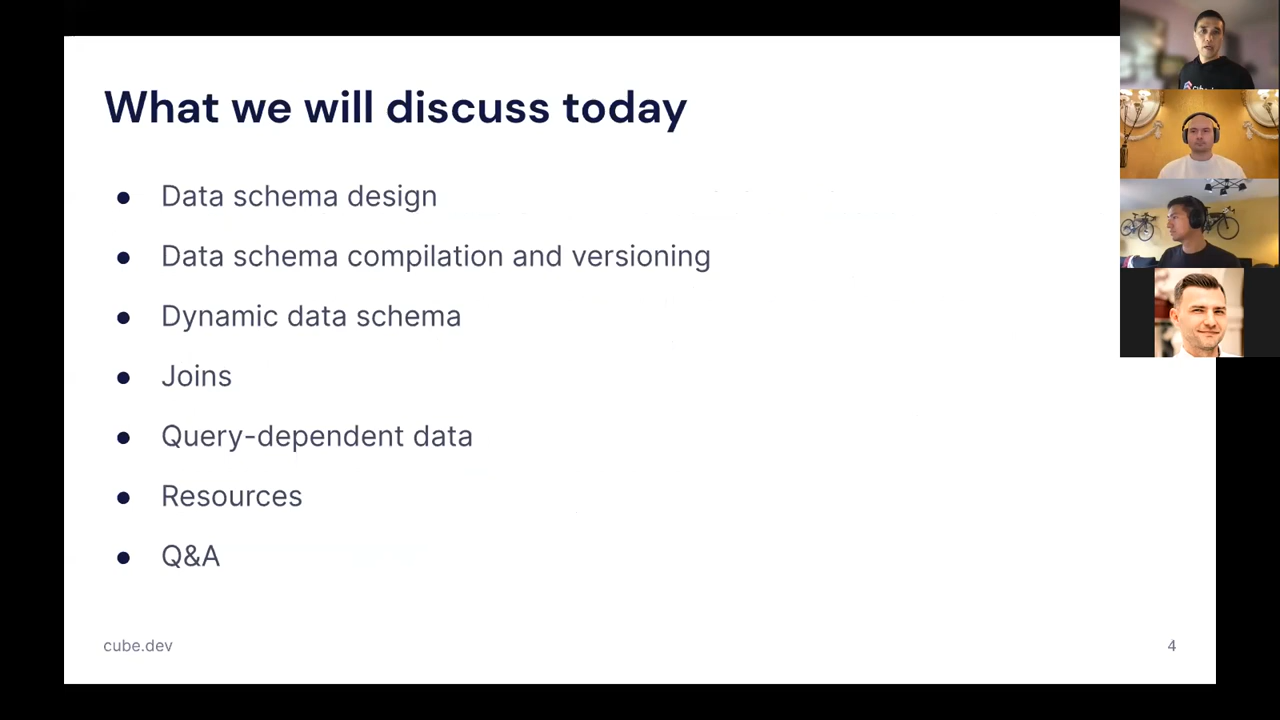 What we will discuss today
● Data schema design
● Data schema compilation and versioning
● Dynamic data schema
● Joins
● Query-dependent data
● Resources
● Q&A
cube.dev
4